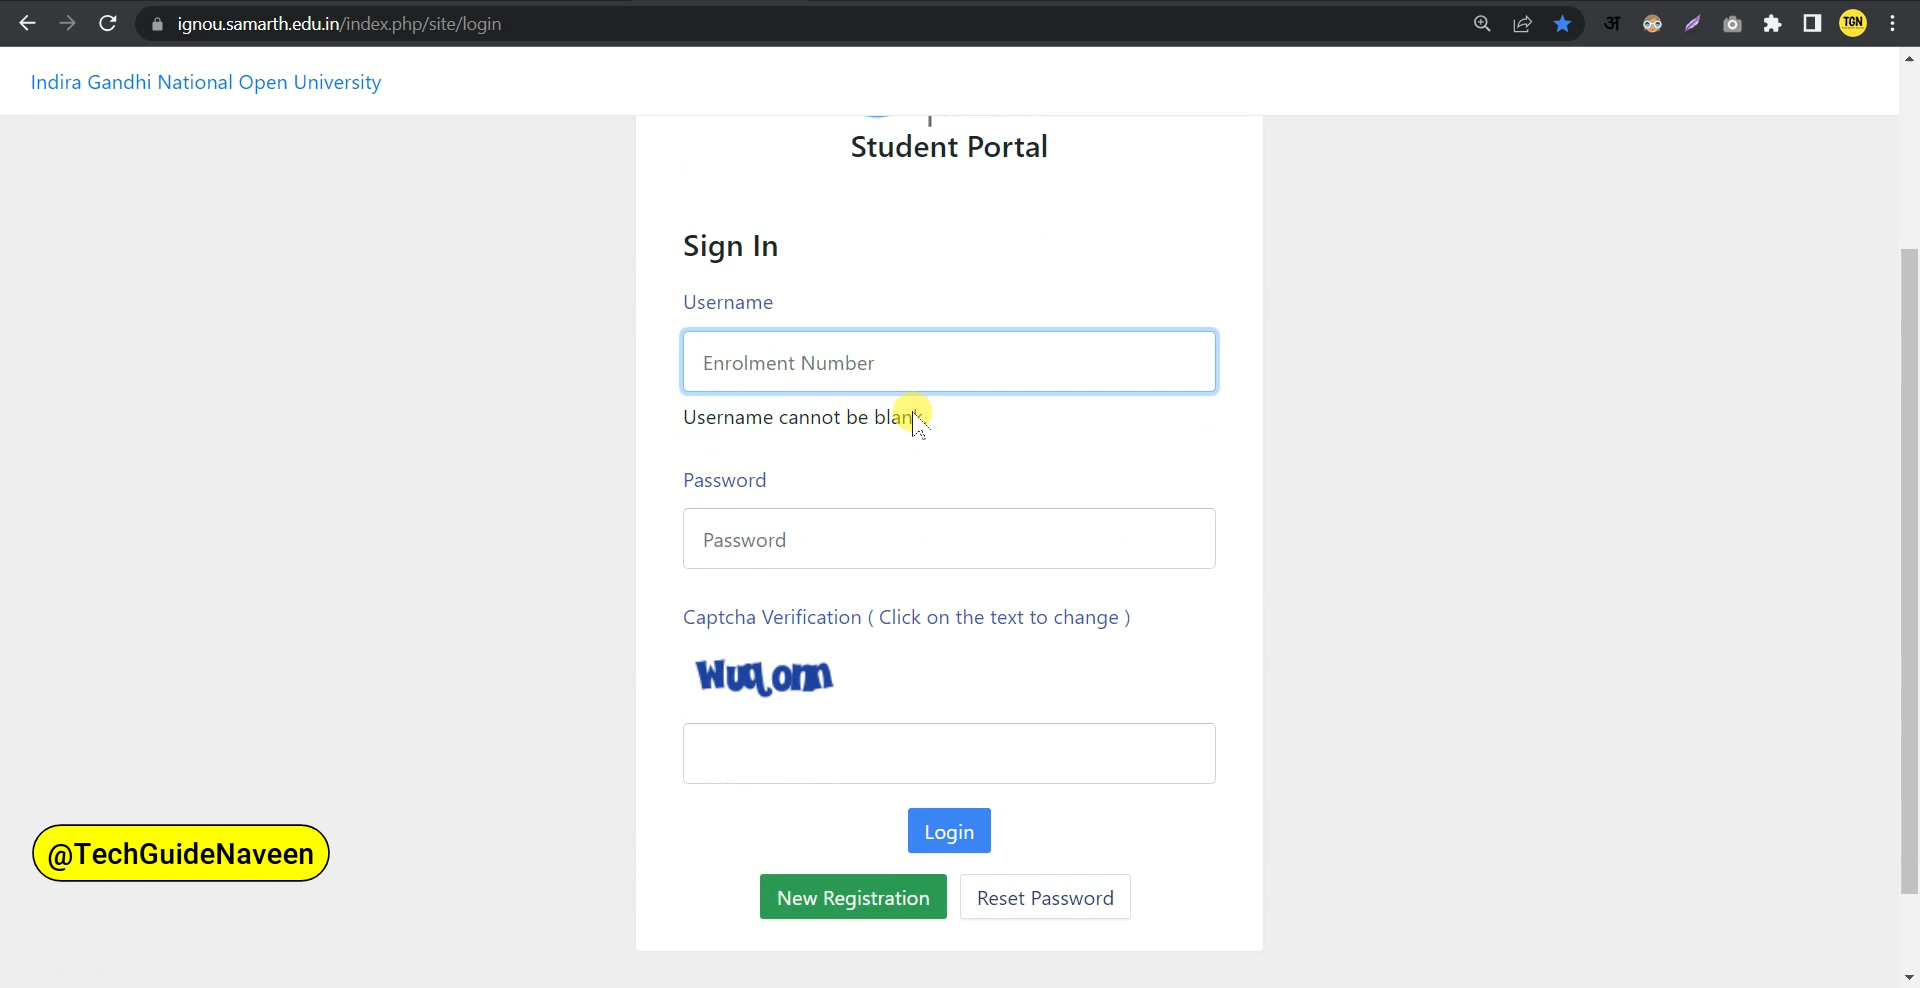 ignou.samarth.edu.in/index.php/site/login
अ
TGN
Indira Gandhi National Open University
Student Portal
Sign In
Username
Enrolment Number
Username cannot be blank.
Password
Password
Captcha Verification ( Click on the text to change )
Login
New Registration
Reset Password
@TechGuideNaveen